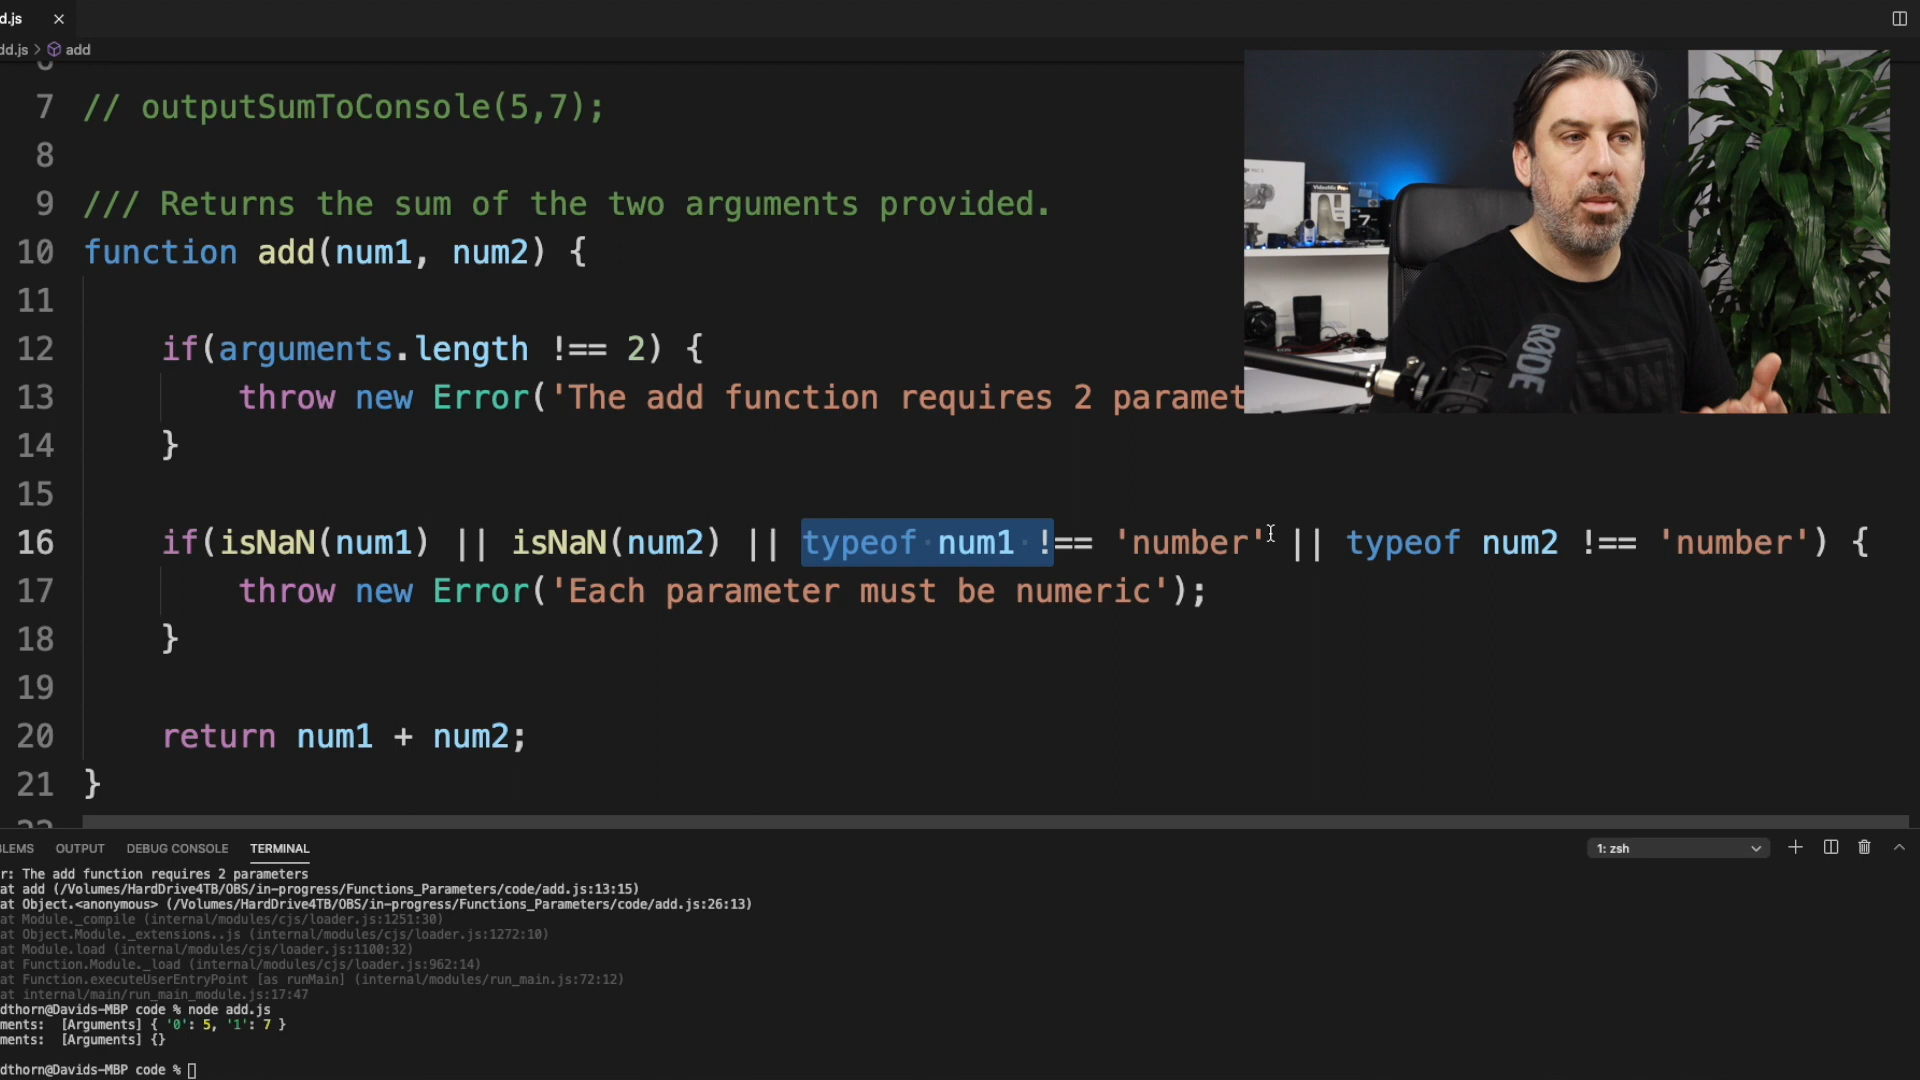 d.js
dd.js > add
6
7 // outputSumToConsole(5,7);
8
9 /// Returns the sum of the two arguments provided.
10 function add(num1, num2) {
11
12 if(arguments.length !== 2) {
13 throw new Error('The add function requires 2 paramet
14 }
15
16 if(isNaN(num1) || isNaN(num2) || typeof num1 !== 'number' || typeof num2 !== 'number') {
17 throw new Error('Each parameter must be numeric');
18 }
19
20 return num1 + num2;
21 }
22
RØDE
VideoMic Pro+
7
LEMS OUTPUT DEBUG CONSOLE TERMINAL 1: zsh
r: The add function requires 2 parameters
at add (/Volumes/HardDrive4TB/OBS/in-progress/Functions_Parameters/code/add.js:13:15)
at Object.<anonymous> (/Volumes/HardDrive4TB/OBS/in-progress/Functions_Parameters/code/add.js:26:13)
at Module._compile (internal/modules/cjs/loader.js:1251:30)
at Object.Module._extensions..js (internal/modules/cjs/loader.js:1272:10)
at Module.load (internal/modules/cjs/loader.js:1100:32)
at Function.Module._load (internal/modules/cjs/loader.js:962:14)
at Function.executeUserEntryPoint [as runMain] (internal/modules/run_main.js:72:12)
at internal/main/run_main_module.js:17:47
dthorn@Davids-MBP code % node add.js
ments: [Arguments] { '0': 5, '1': 7 }
ments: [Arguments] {}
dthorn@Davids-MBP code %